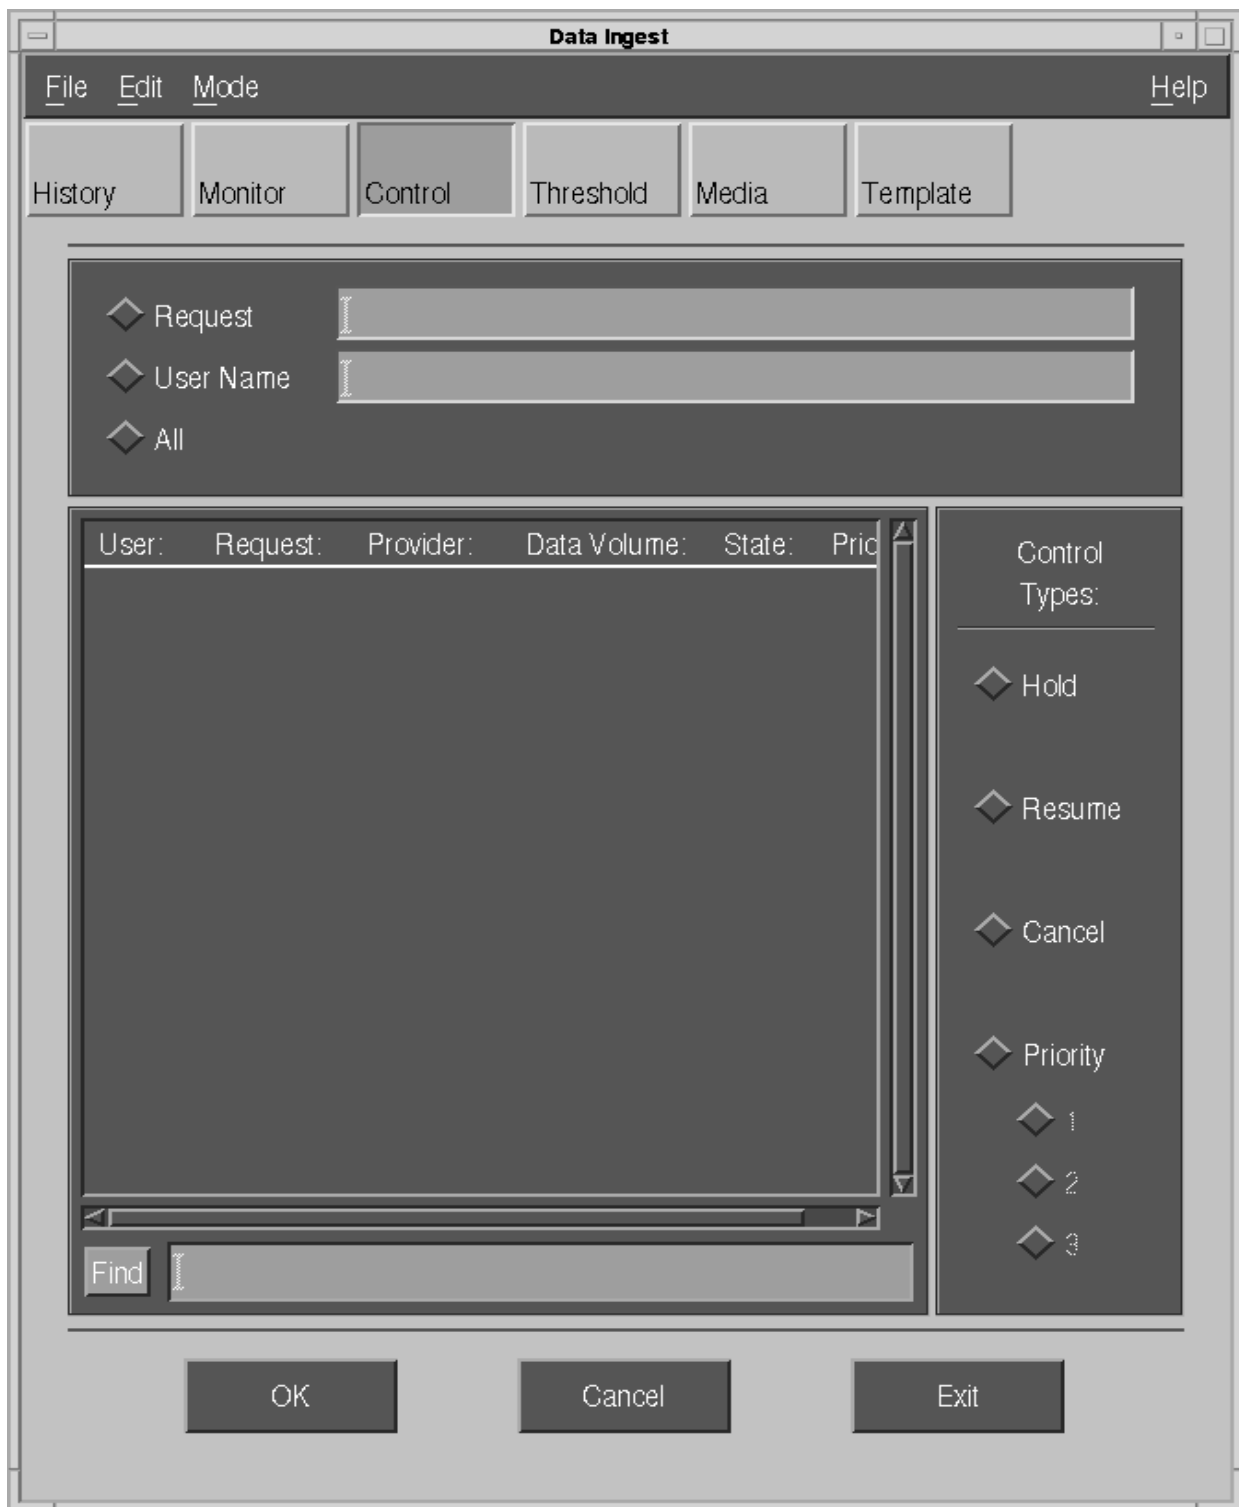 Data Ingest
File Edit Mode Help
History Monitor Control Threshold Media Template
Request
User Name
All
User: Request: Provider: Data Volume: State: Prio
Control
Types:
Hold
Resume
Cancel
Priority
1
2
3
Find
OK Cancel Exit